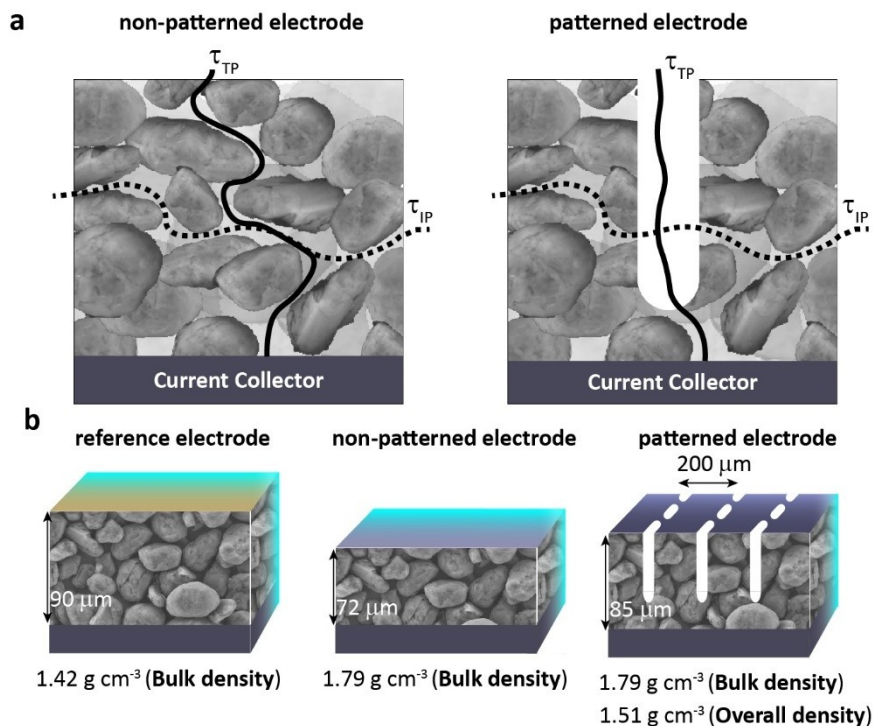 a
non-patterned electrode
patterned electrode
τTP
τTP
τIP
τIP
Current Collector
Current Collector
b
reference electrode
non-patterned electrode
patterned electrode
200 μm
90 μm
72 μm
85 μm
1.42 g cm-3 (Bulk density)
1.79 g cm-3 (Bulk density)
1.79 g cm-3 (Bulk density)
1.51 g cm-3 (Overall density)